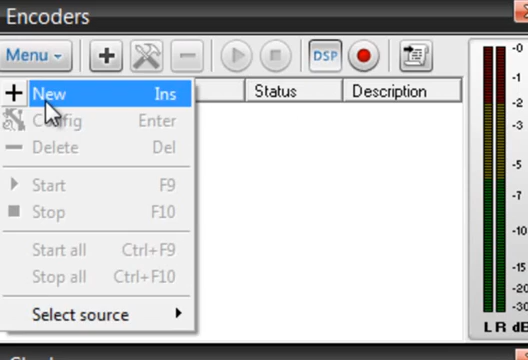 Encoders
Menu
DSP
Status Description
New Ins
Config Enter
Delete Del
Start F9
Stop F10
Start all Ctrl+F9
Stop all Ctrl+F10
Select source
-0
-1
-2
-3
-5
-7
-10
-15
-20
-30
L R dB